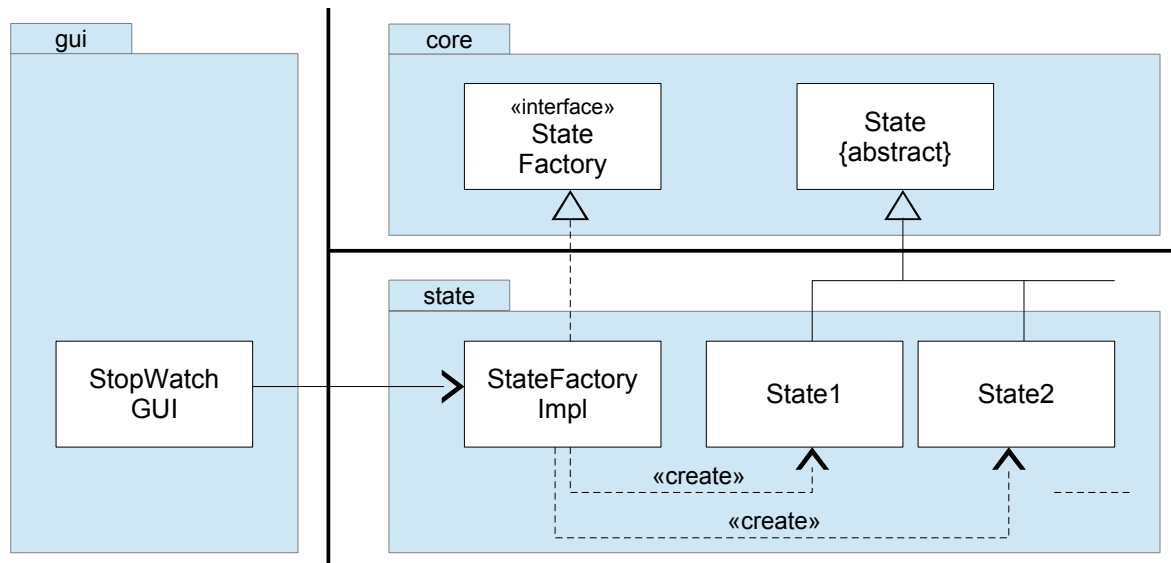 gui
core
«interface»
State
Factory
State
{abstract}
state
StopWatch
GUI
StateFactory
Impl
State1
State2
«create»
«create»